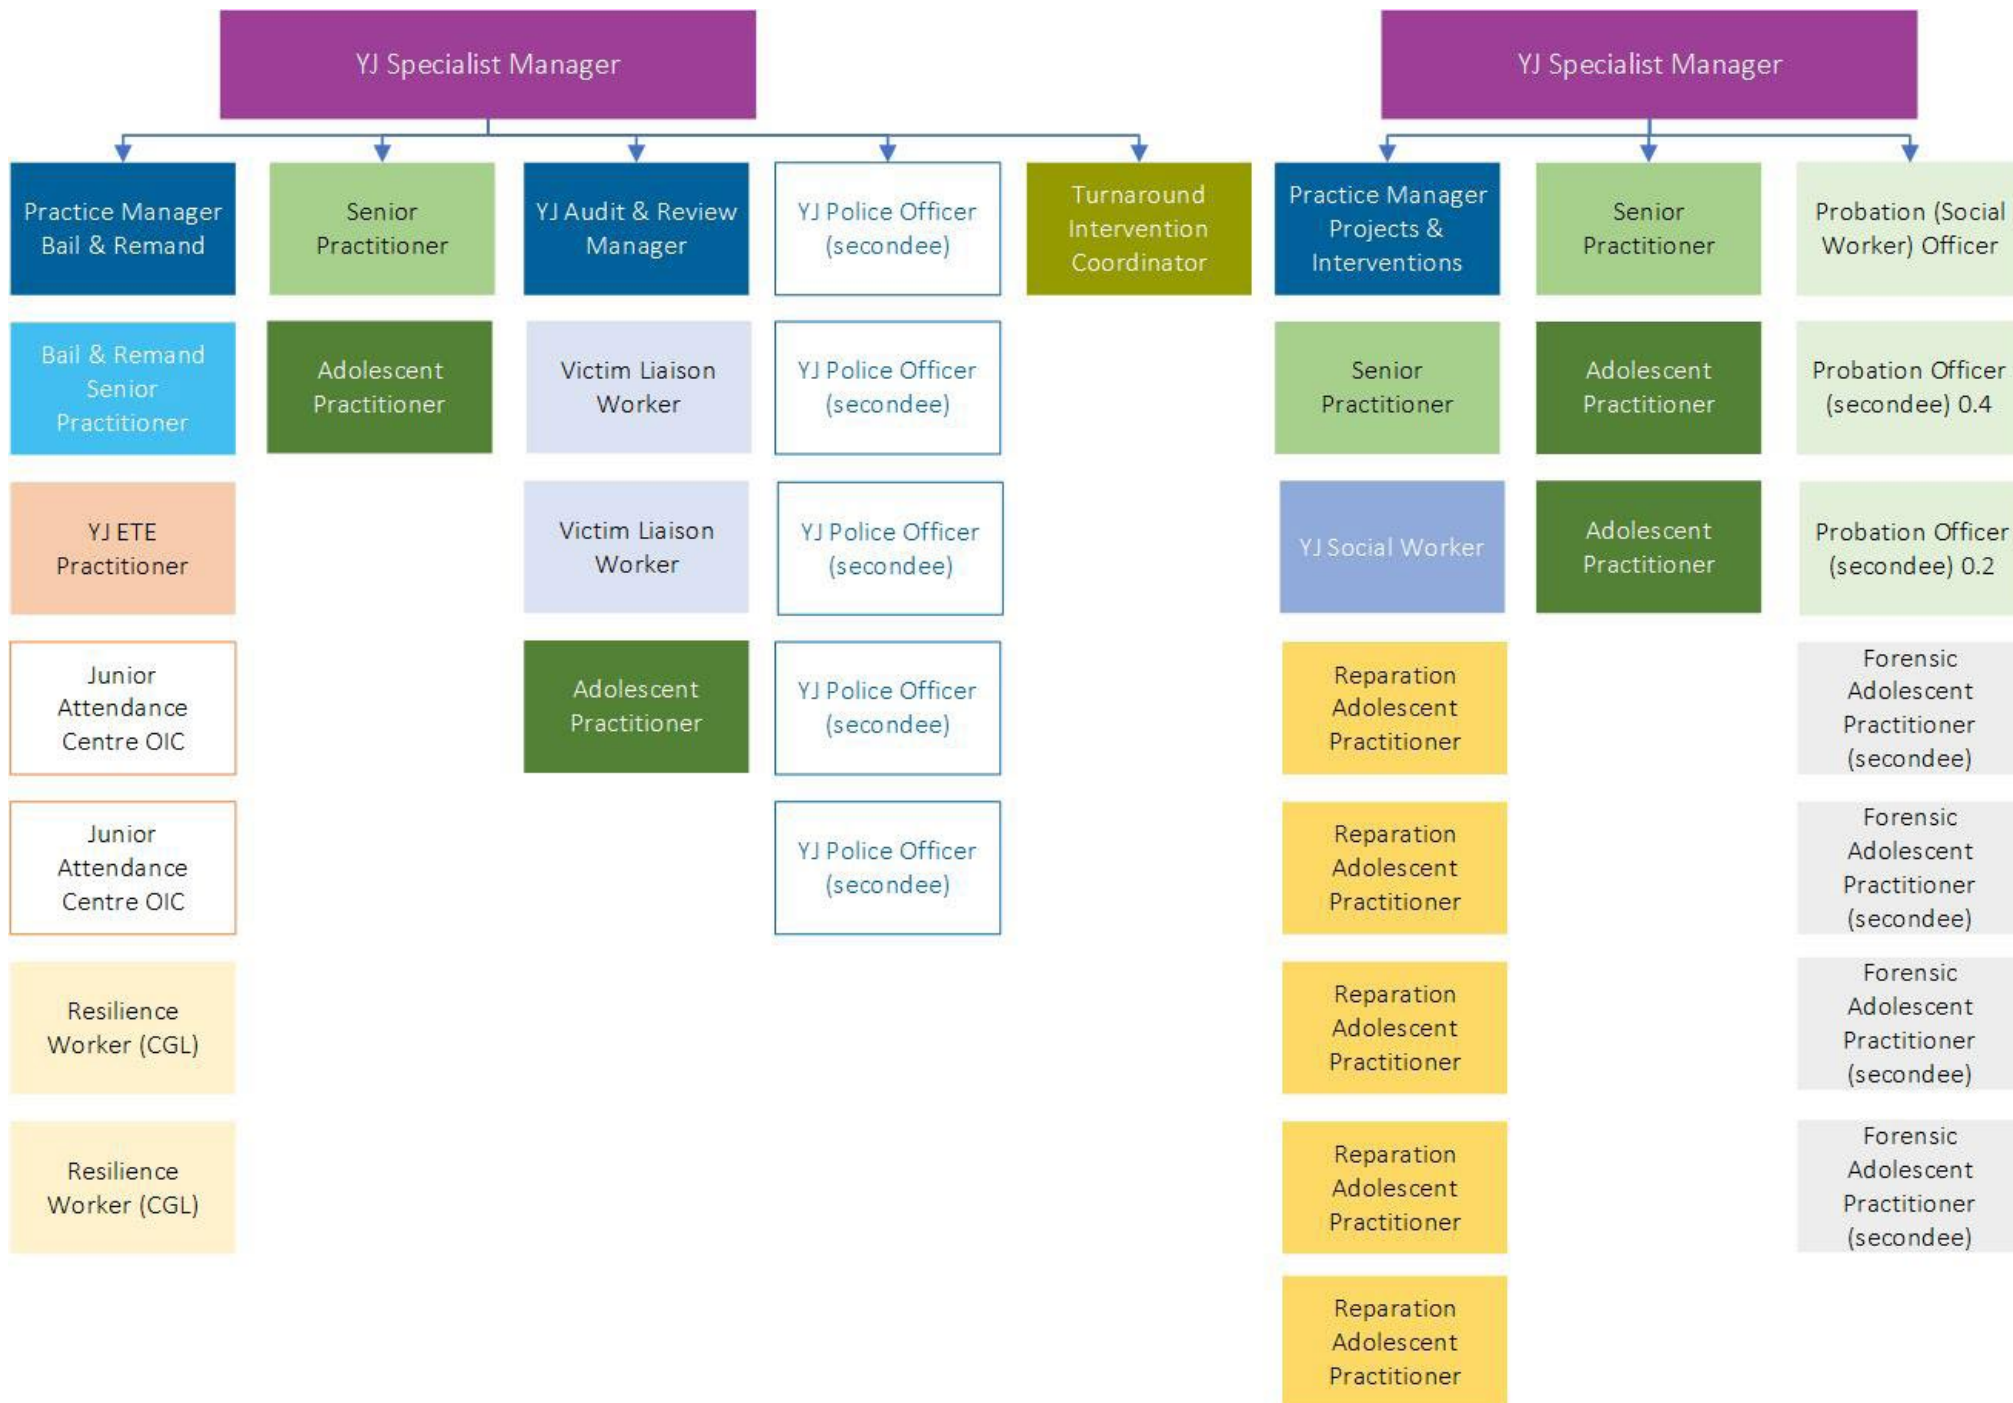 YJ Specialist Manager
YJ Specialist Manager
Practice Manager
Bail & Remand
Senior
Practitioner
YJ Audit & Review
Manager
YJ Police Officer
(secondee)
Turnaround
Intervention
Coordinator
Practice Manager
Projects &
Interventions
Senior
Practitioner
Probation (Social
Worker) Officer
Bail & Remand
Senior
Practitioner
Adolescent
Practitioner
Victim Liaison
Worker
YJ Police Officer
(secondee)
Senior
Practitioner
Adolescent
Practitioner
Probation Officer
(secondee) 0.4
YJ ETE
Practitioner
Victim Liaison
Worker
YJ Police Officer
(secondee)
YJ Social Worker
Adolescent
Practitioner
Probation Officer
(secondee) 0.2
Junior
Attendance
Centre OIC
Adolescent
Practitioner
YJ Police Officer
(secondee)
Reparation
Adolescent
Practitioner
Forensic
Adolescent
Practitioner
(secondee)
Junior
Attendance
Centre OIC
YJ Police Officer
(secondee)
Reparation
Adolescent
Practitioner
Forensic
Adolescent
Practitioner
(secondee)
Resilience
Worker (CGL)
Reparation
Adolescent
Practitioner
Forensic
Adolescent
Practitioner
(secondee)
Resilience
Worker (CGL)
Reparation
Adolescent
Practitioner
Forensic
Adolescent
Practitioner
(secondee)
Reparation
Adolescent
Practitioner